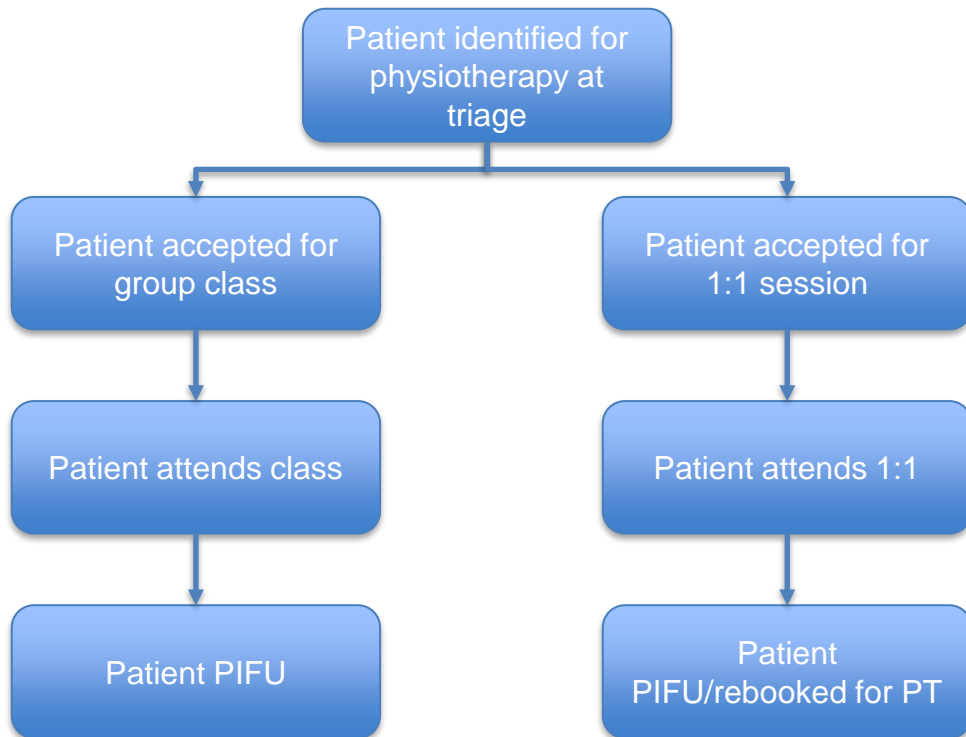 Patient identified for
physiotherapy at
triage
Patient accepted for
group class
Patient accepted for
1:1 session
Patient attends class
Patient attends 1:1
Patient PIFU
Patient
PIFU/rebooked for PT